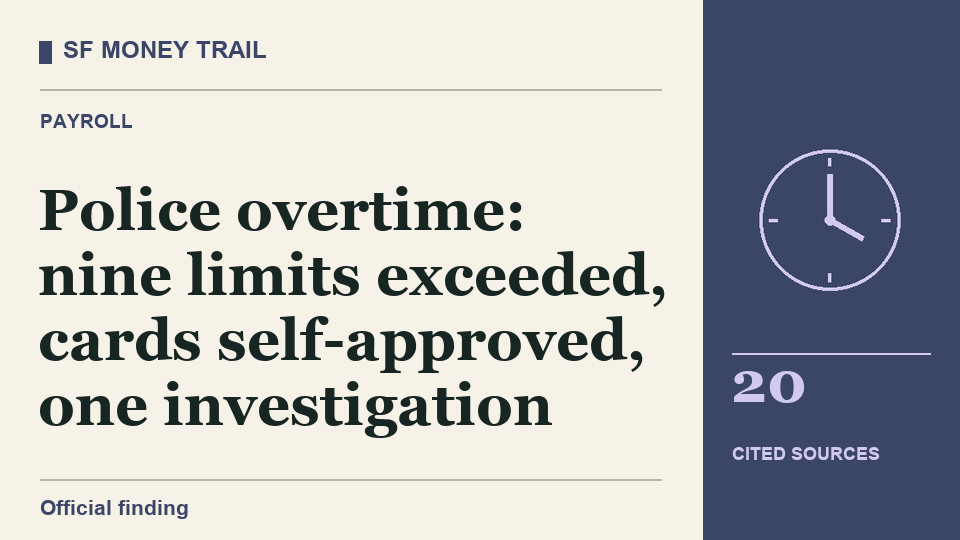 SF MONEY TRAIL
PAYROLL
Police overtime:
nine limits exceeded,
cards self-approved,
one investigation
Official finding
20
CITED SOURCES